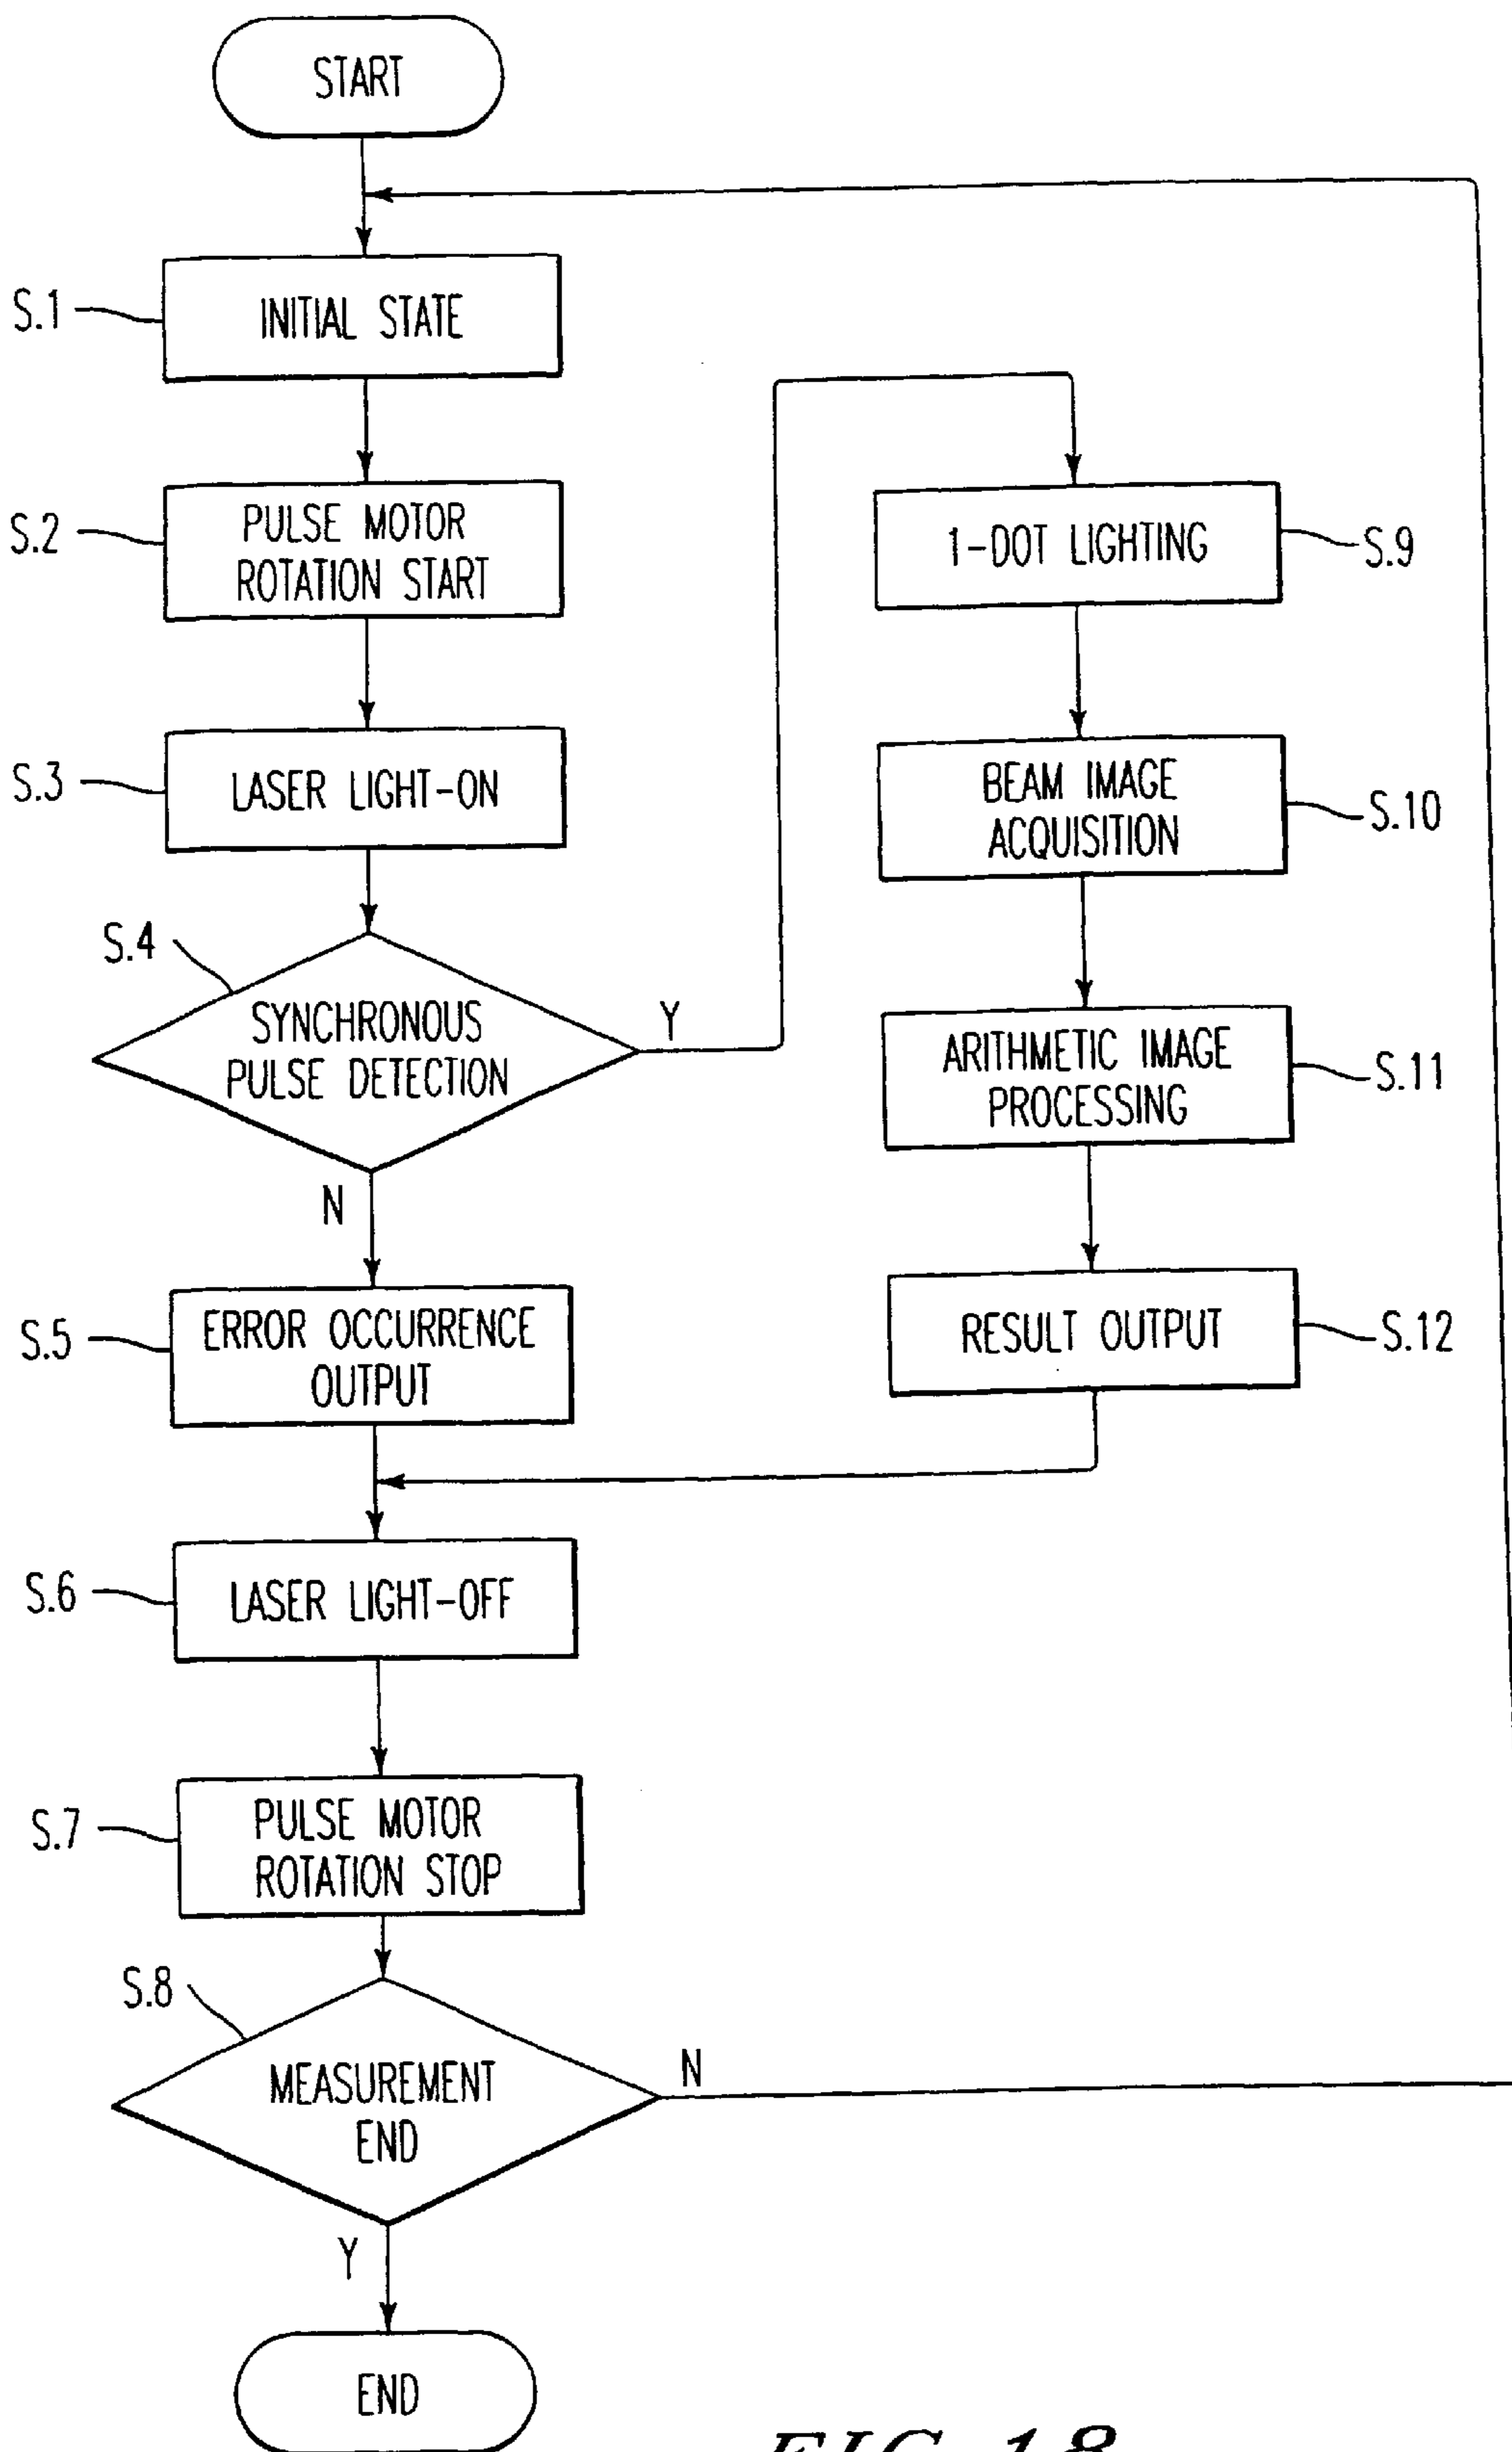 START
S.1
INITIAL STATE
S.2
PULSE MOTOR
ROTATION START
S.3
LASER LIGHT-ON
S.4
SYNCHRONOUS
PULSE DETECTION
Y
N
S.5
ERROR OCCURRENCE
OUTPUT
S.6
LASER LIGHT-OFF
S.7
PULSE MOTOR
ROTATION STOP
S.8
MEASUREMENT
END
N
Y
END
1-DOT LIGHTING
S.9
BEAM IMAGE
ACQUISITION
S.10
ARITHMETIC IMAGE
PROCESSING
S.11
RESULT OUTPUT
S.12
FIG. 18